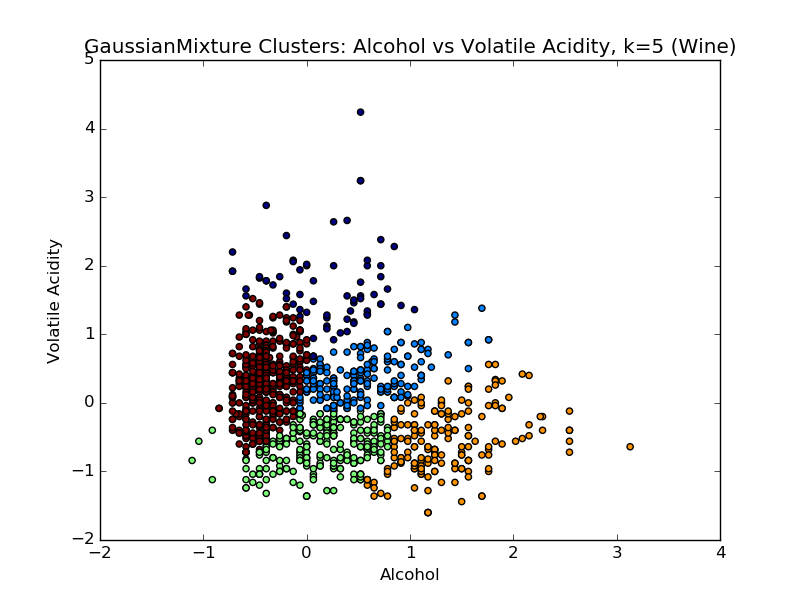 GaussianMixture Clusters: Alcohol vs Volatile Acidity, k=5 (Wine)
5
4
3
2
1
0
−1
−2
Volatile Acidity
−2 −1 0 1 2 3 4
Alcohol